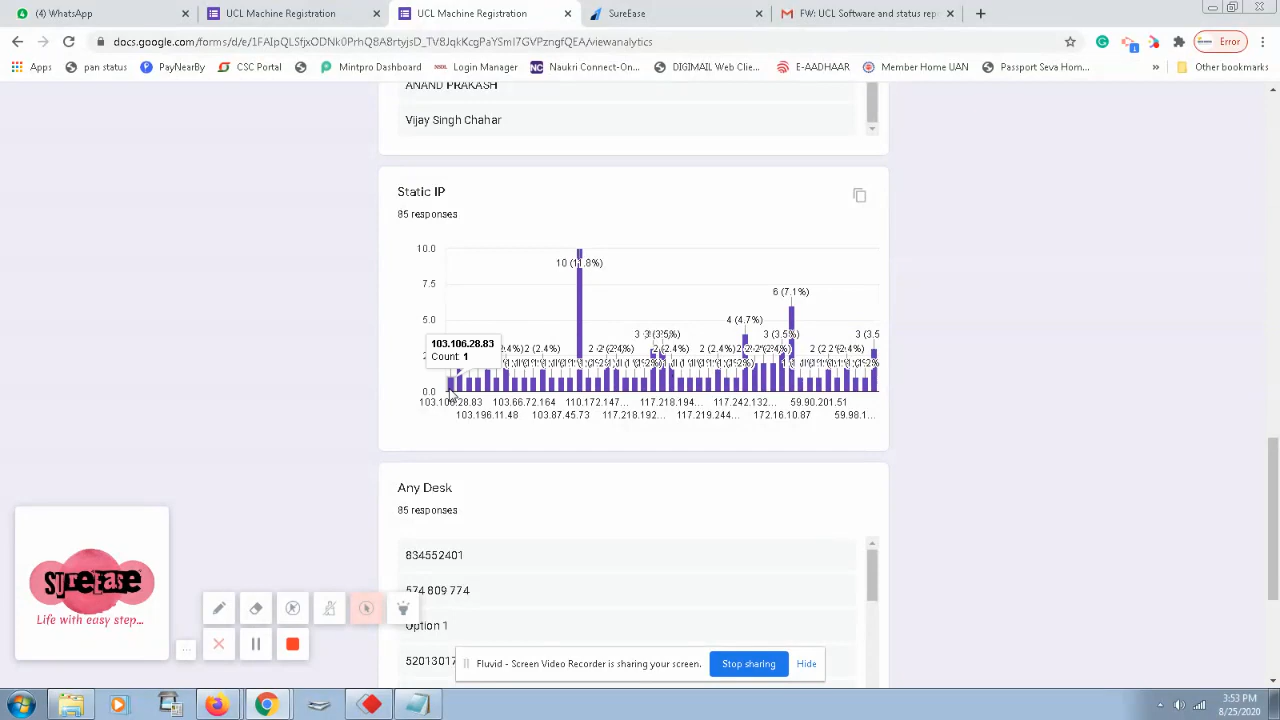 (4) WhatsApp
UCL Machine Registration
UCL Machine Registration
SureEase
FW: UCL software and status repo
docs.google.com/forms/d/e/
/viewanalytics
Error
Apps
pan status
PayNearBy
CSC Portal
Mintpro Dashboard
Login Manager
Naukri Connect-On...
DIGIMAIL Web Clie...
E-AADHAAR
Member Home UAN
Passport Seva Hom...
»
Other bookmarks
ANAND PRAKASH
Vijay Singh Chahar
Static IP
85 responses
10.0
10 (11.8%)
7.5
6 (7.1%)
5.0
4 (4.7%)
103.106.28.83
Count: 1
0.0
103.106.28.83 103.66.72.164 110.172.147... 117.218.194... 117.242.132... 59.90.201.51
103.196.11.48 103.87.45.73 117.218.192... 117.219.244... 172.16.10.87 59.98.1...
Any Desk
85 responses
834552401
574 809 774
Option 1
52013017
SUREEASE
Life with easy step...
Fluvid - Screen Video Recorder is sharing your screen.
Stop sharing
Hide
3:53 PM
8/25/2020